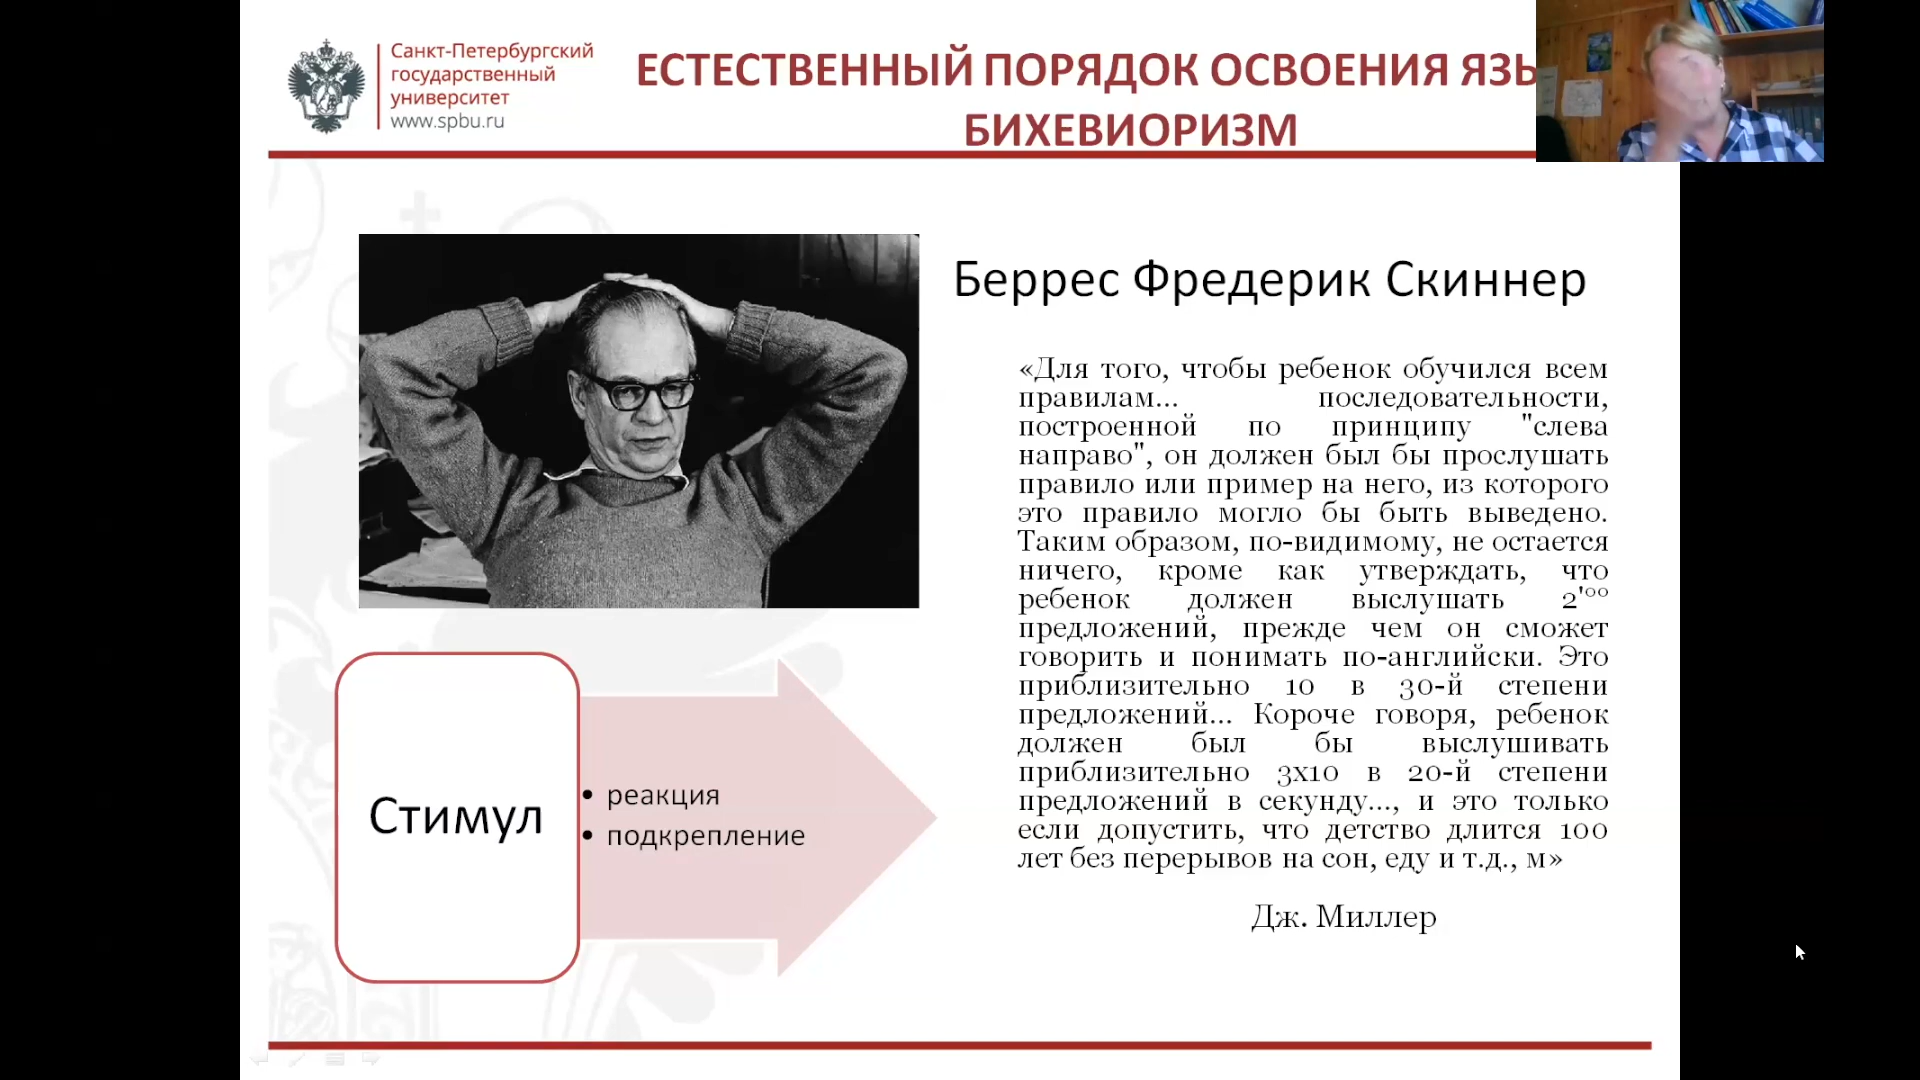 Санкт-Петербургский
государственный
университет
www.spbu.ru
ЕСТЕСТВЕННЫЙ ПОРЯДОК ОСВОЕНИЯ ЯЗЫ
БИХЕВИОРИЗМ
Беррес Фредерик Скиннер
«Для того, чтобы ребенок обучился всем
правилам... последовательности,
построенной по принципу "слева
направо", он должен был бы прослушать
правило или пример на него, из которого
это правило могло бы быть выведено.
Таким образом, по-видимому, не остается
ничего, кроме как утверждать, что
ребенок должен выслушать 2'⁰⁰
предложений, прежде чем он сможет
говорить и понимать по-английски. Это
приблизительно 10 в 30-й степени
предложений... Короче говоря, ребенок
должен был бы выслушивать
приблизительно 3х10 в 20-й степени
предложений в секунду..., и это только
если допустить, что детство длится 100
лет без перерывов на сон, еду и т.д., м»
Дж. Миллер
Стимул
• реакция
• подкрепление